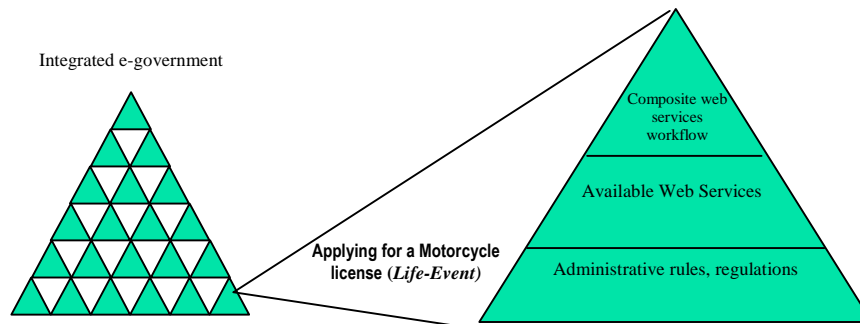 Integrated e-government
Composite web
services
workflow
Available Web Services
Applying for a Motorcycle
license (Life-Event)
Administrative rules, regulations